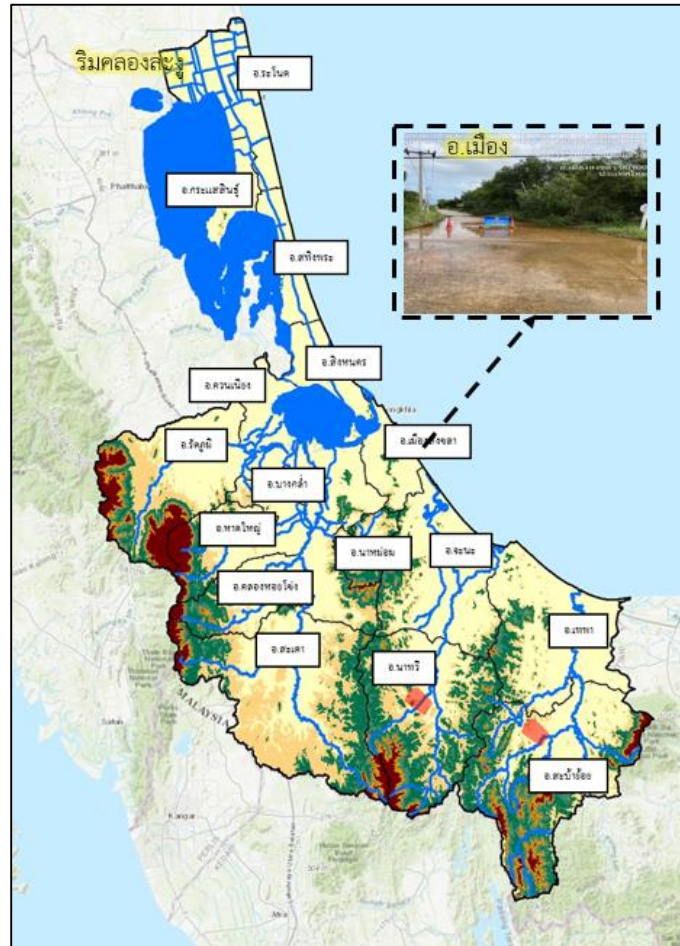 ริมคลองสะ
อ.ระโนด
อ.เมือง
อ.กระแสสินธุ์
อ.สทิงพระ
อ.สิงหนคร
อ.ควนเนียง
อ.เมืองสงขลา
อ.รัตภูมิ
อ.บางกล่ำ
อ.หาดใหญ่
อ.นาหม่อม
อ.จะนะ
อ.คลองหอยโข่ง
อ.สะเดา
อ.เทพา
อ.นาทวี
MALAYSIA
อ.สะบ้าย้อย
Satun
Kangar
PERLIS
KEDAH